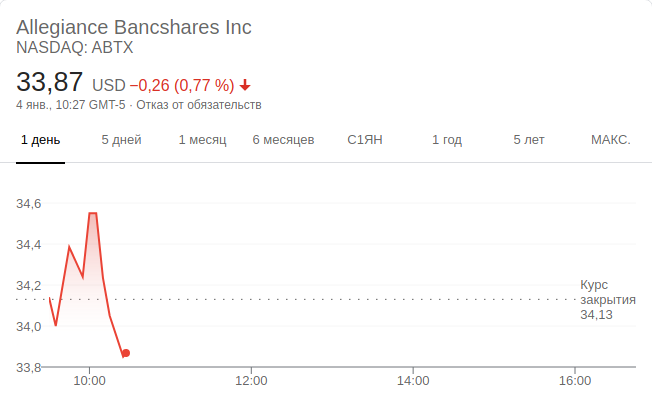 Allegiance Bancshares Inc
NASDAQ: ABTX
33,87 USD −0,26 (0,77 %)
4 янв., 10:27 GMT-5 · Отказ от обязательств
1 день 5 дней 1 месяц 6 месяцев С1ЯН 1 год 5 лет МАКС.
34,6
34,4
34,2
34,0
33,8
Курс
закрытия
34,13
10:00 12:00 14:00 16:00